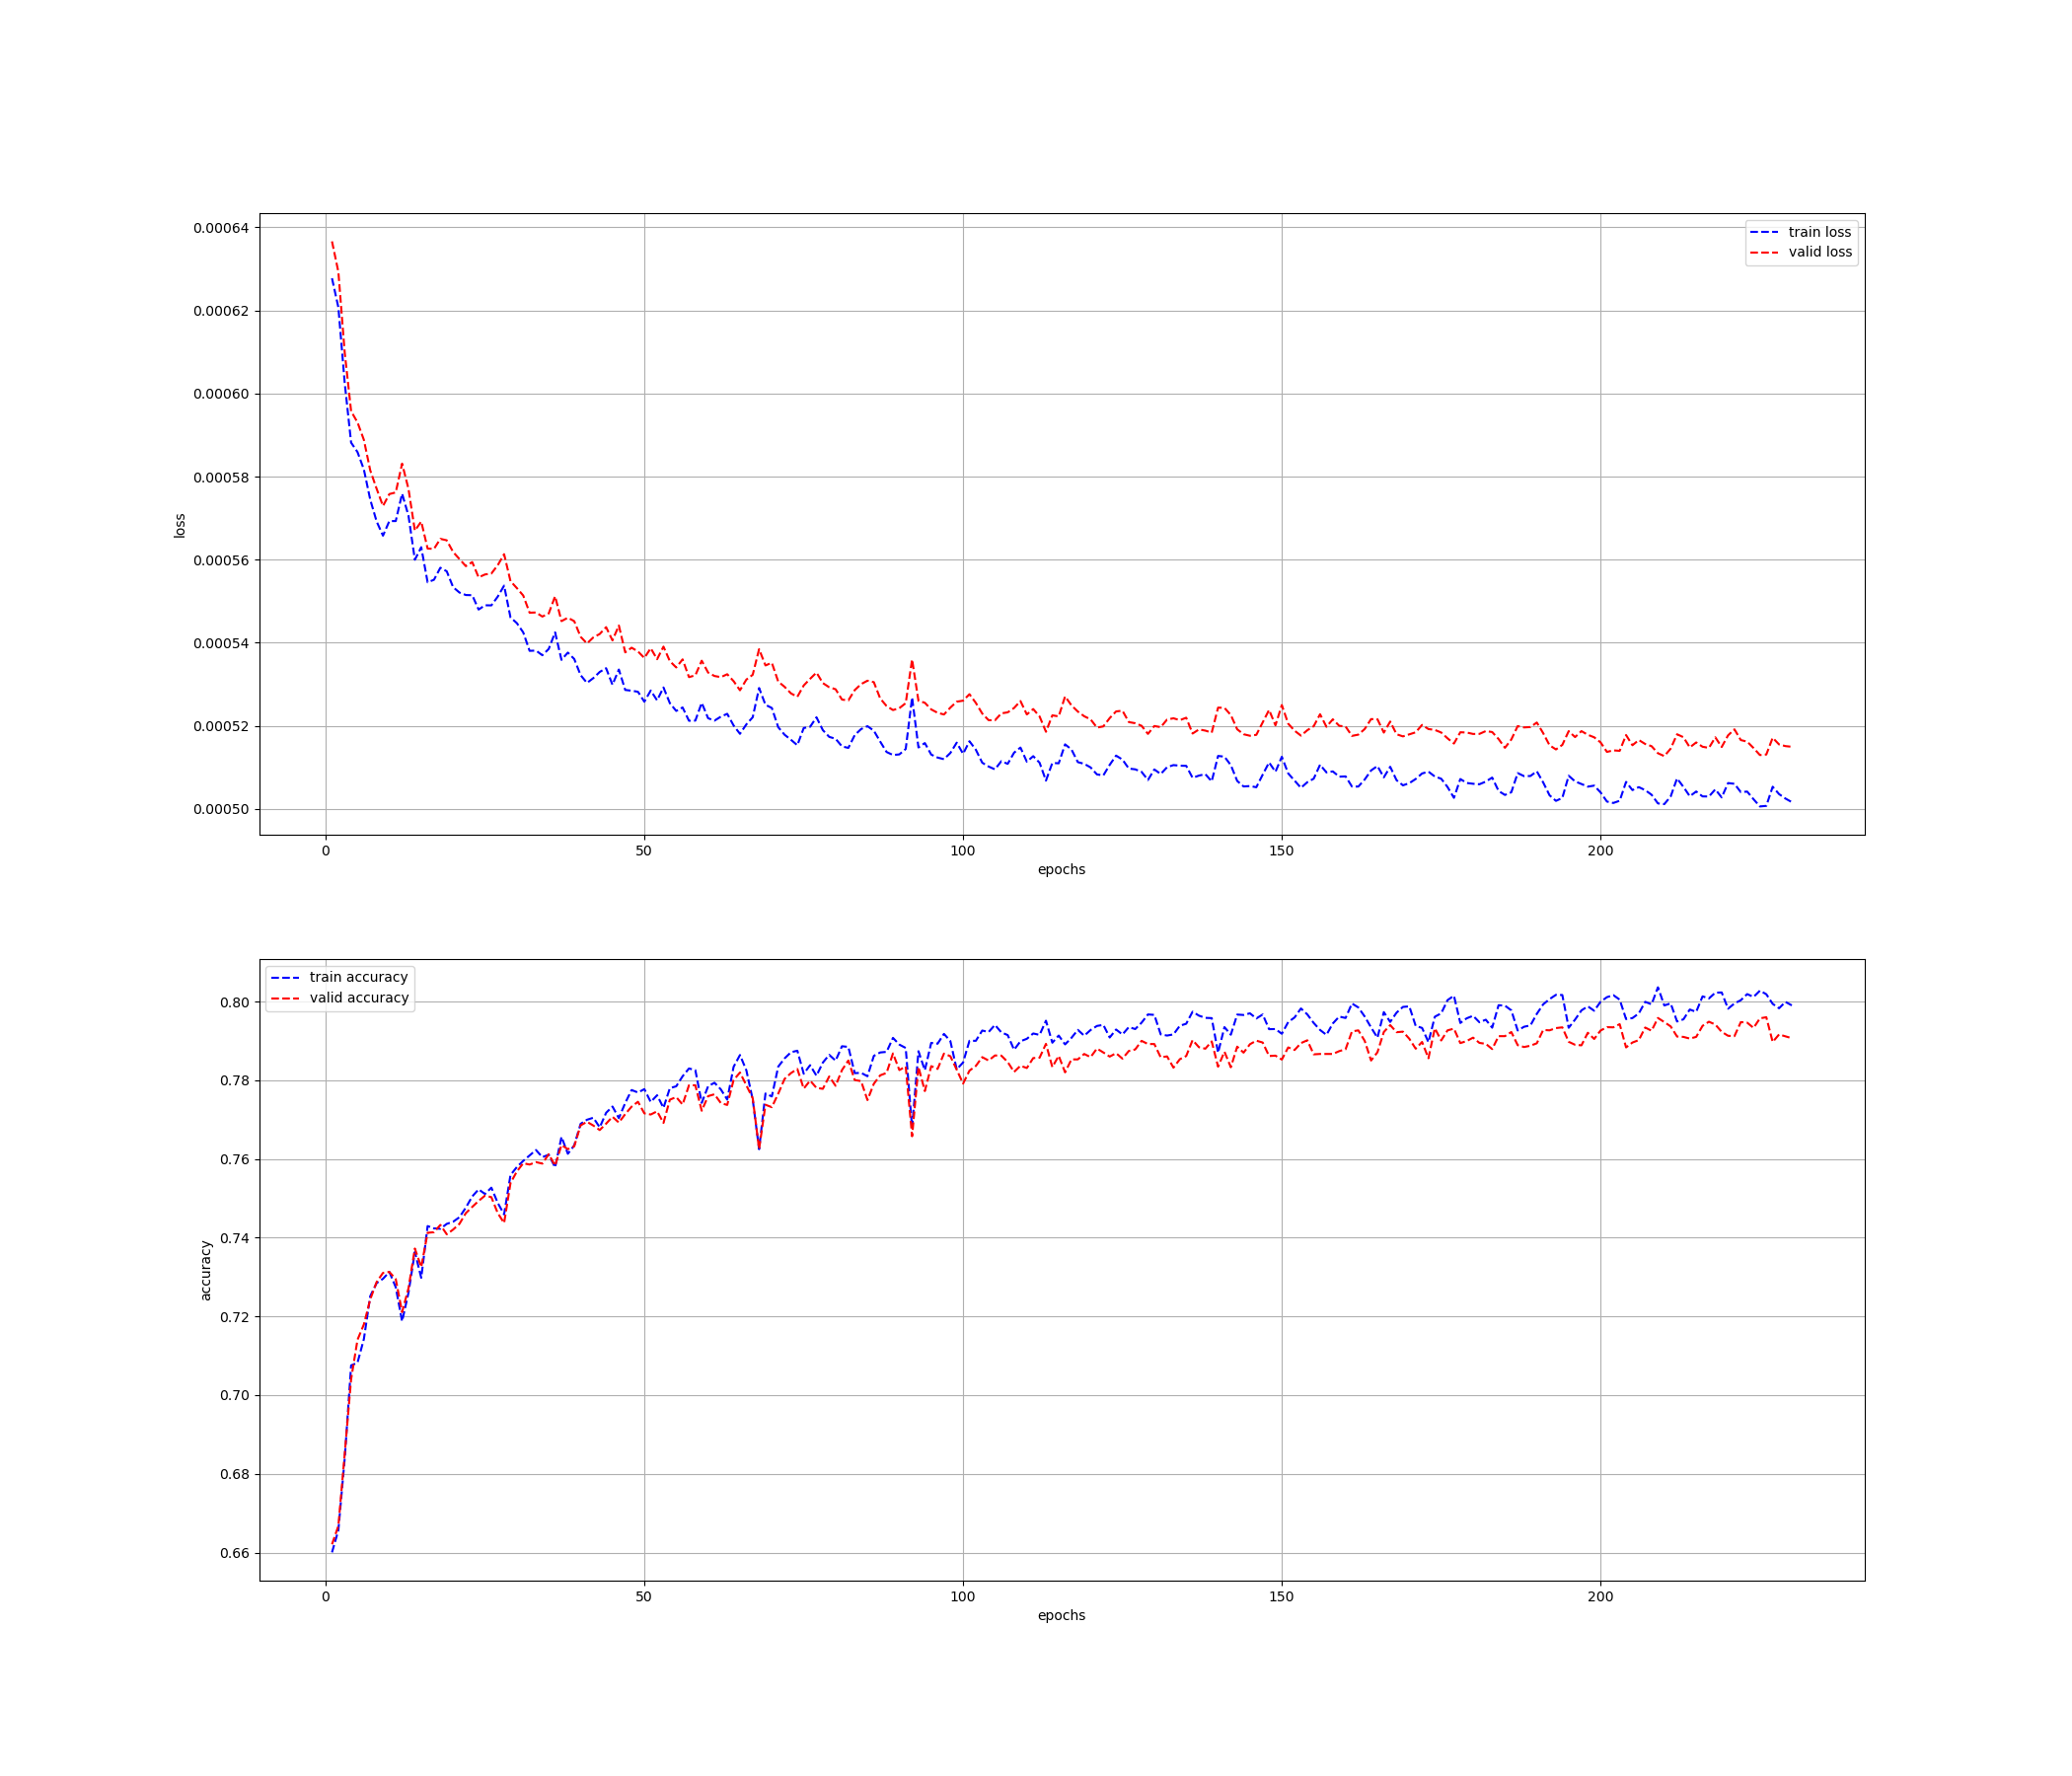 0.00064
0.00062
0.00060
0.00058
0.00056
0.00054
0.00052
0.00050
loss
train loss
valid loss
0 50 100 150 200
epochs
train accuracy
valid accuracy
0.80
0.78
0.76
0.74
0.72
0.70
0.68
0.66
accuracy
0 50 100 150 200
epochs